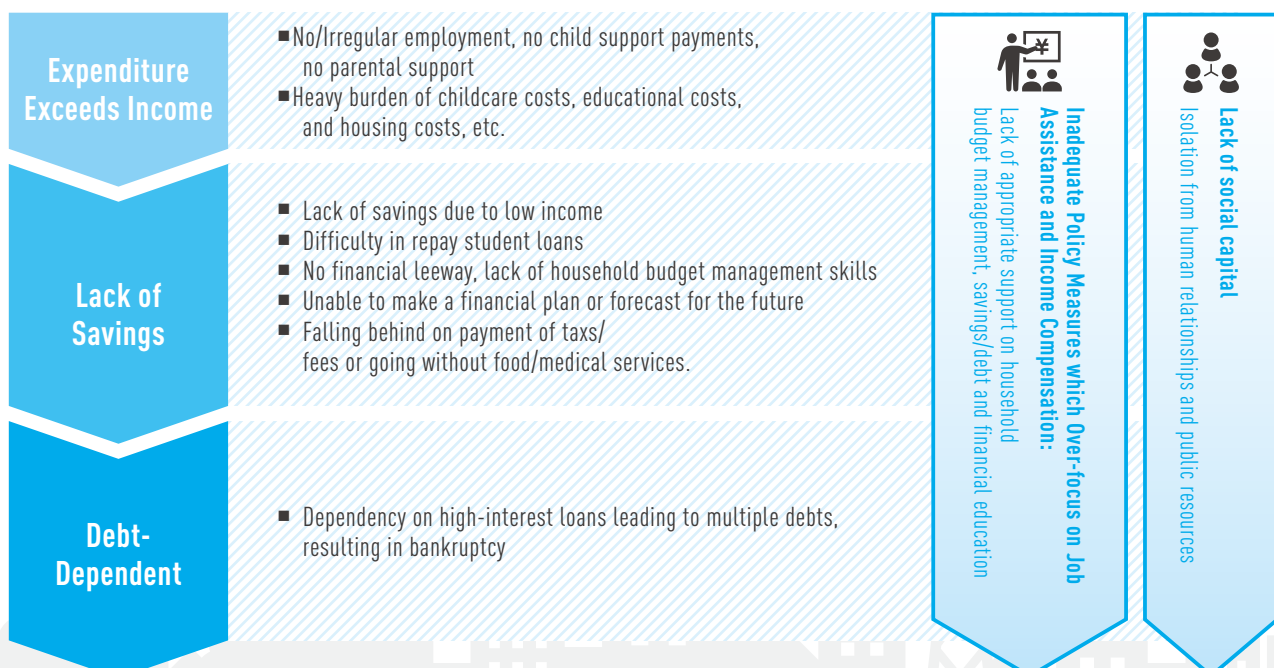 Expenditure
Exceeds Income
■No/Irregular employment, no child support payments,
no parental support
■Heavy burden of childcare costs, educational costs,
and housing costs, etc.
Lack of
Savings
■ Lack of savings due to low income
■ Difficulty in repay student loans
■ No financial leeway, lack of household budget management skills
■ Unable to make a financial plan or forecast for the future
■ Falling behind on payment of taxs/
fees or going without food/medical services.
Debt-
Dependent
■ Dependency on high-interest loans leading to multiple debts,
resulting in bankruptcy
¥
Inadequate Policy Measures which Over-focus on Job
Assistance and Income Compensation:
Lack of appropriate support on household
budget management, savings/debt and financial education
Lack of social capital
Isolation from human relationships and public resources